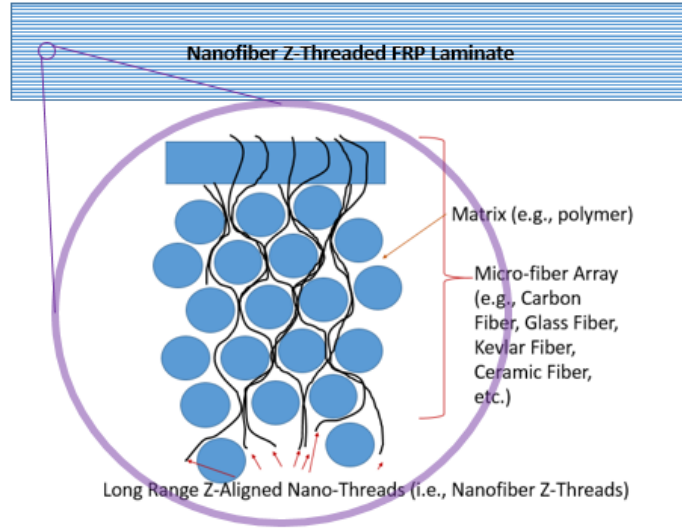 Nanofiber Z-Threaded FRP Laminate
Matrix (e.g., polymer)
Micro-fiber Array
(e.g., Carbon
Fiber, Glass Fiber,
Kevlar Fiber,
Ceramic Fiber,
etc.)
Long Range Z-Aligned Nano-Threads (i.e., Nanofiber Z-Threads)